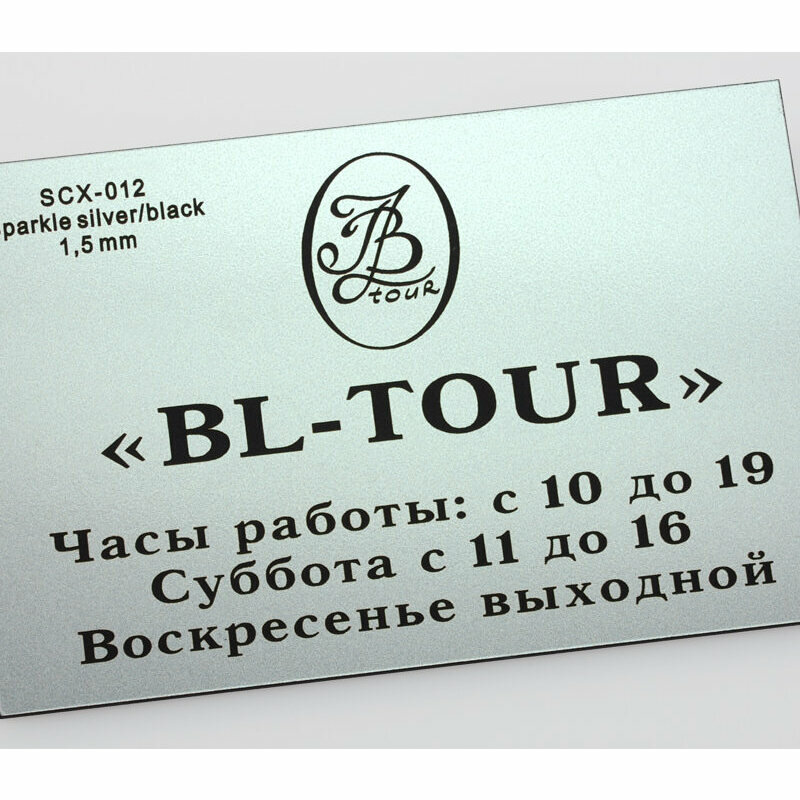 SCX-012
parkle silver/black
1,5 mm
BL
tour
«BL-TOUR»
Часы работы: с 10 до 19
Суббота с 11 до 16
Воскресенье выходной